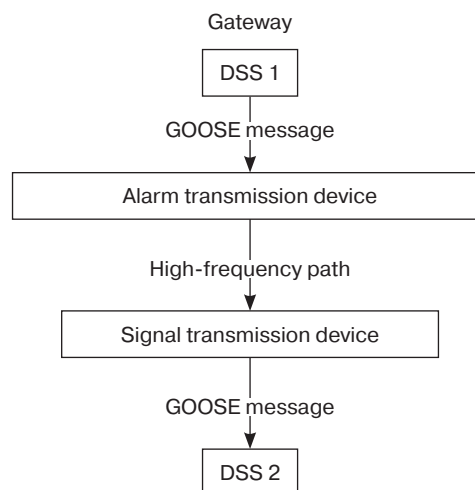 Gateway
DSS 1
GOOSE message
Alarm transmission device
High-frequency path
Signal transmission device
GOOSE message
DSS 2